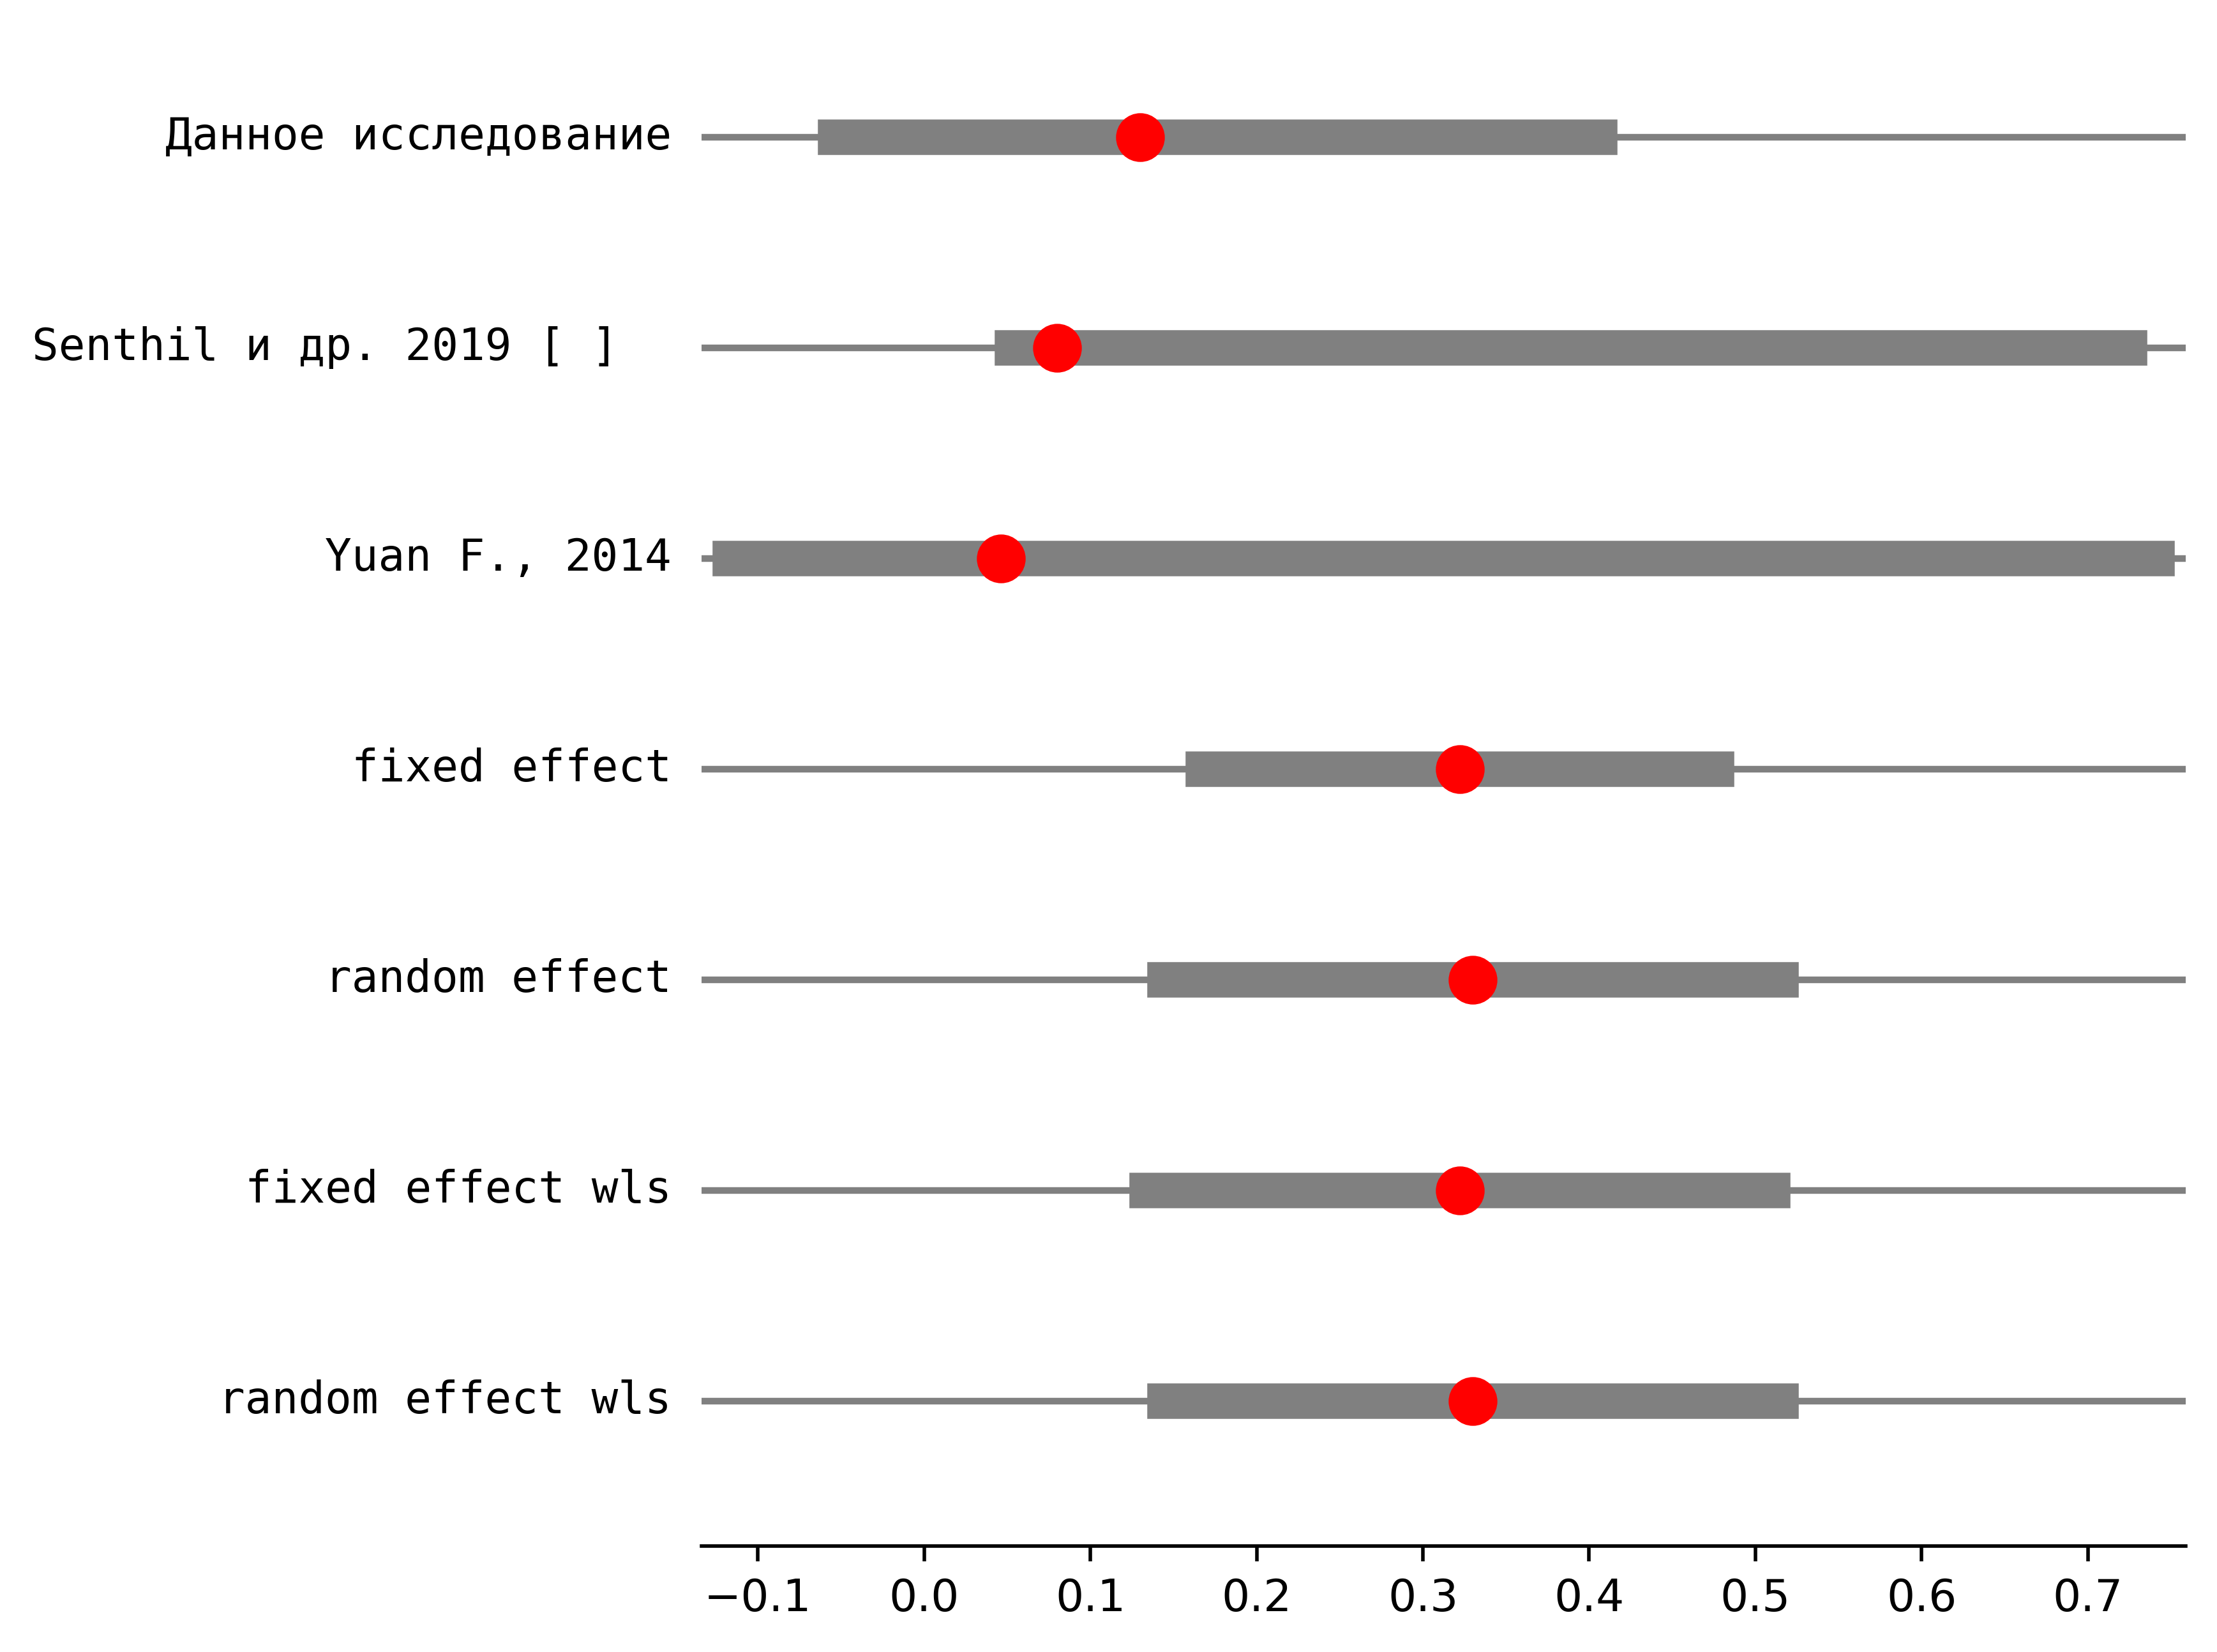 Данное исследование
Senthil и др. 2019 [ ]
Yuan F., 2014
fixed effect
random effect
fixed effect wls
random effect wls
−0.1 0.0 0.1 0.2 0.3 0.4 0.5 0.6 0.7